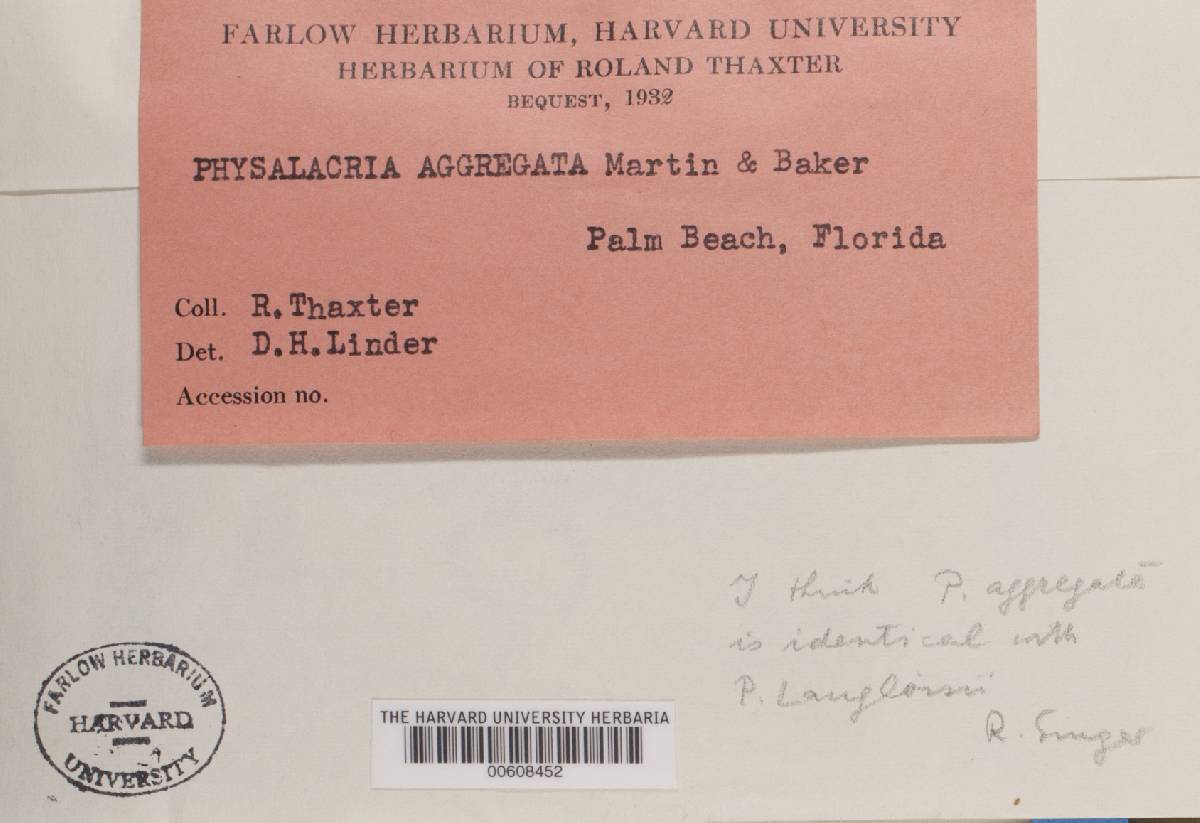 FARLOW HERBARIUM, HARVARD UNIVERSITY
HERBARIUM OF ROLAND THAXTER
BEQUEST, 1932
PHYSALACRIA AGGREGATA Martin & Baker
Palm Beach, Florida
Coll. R. Thaxter
Det. D. H. Linder
Accession no.
I think P. aggregata
is identical with
P. Langloisii
R. Singer
FARLOW HERBARIUM
HARVARD
UNIVERSITY
THE HARVARD UNIVERSITY HERBARIA
00608452